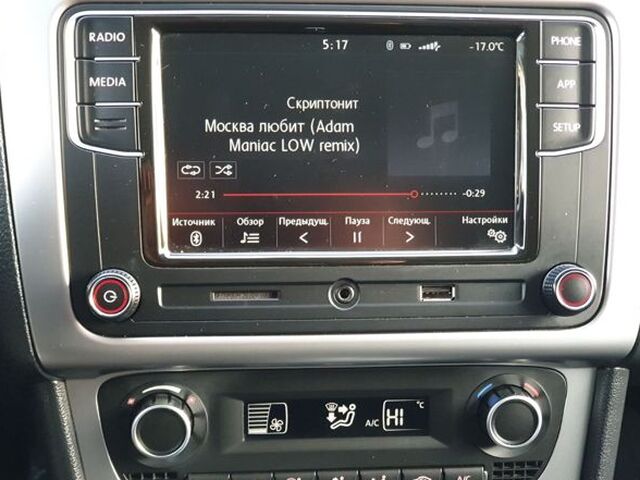 RADIO
MEDIA
5:17
-17.0°C
PHONE
APP
SETUP
Скриптонит
Москва любит (Adam
Maniac LOW remix)
2:21
-0:29
Источник Обзор Предыдущ. Пауза Следующ. Настройки
A/C HI °C